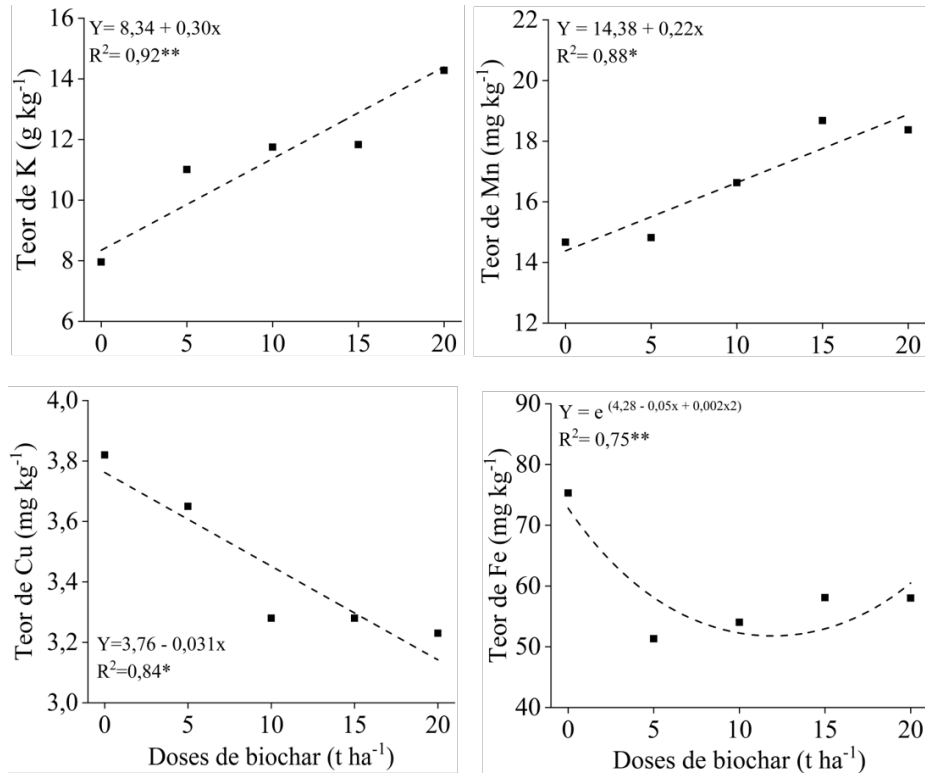 Y= 8,34 + 0,30x
R²= 0,92**
Teor de K (g kg⁻¹)
16
14
12
10
8
6
0 5 10 15 20
Y = 14,38 + 0,22x
R²= 0,88*
Teor de Mn (mg kg⁻¹)
22
20
18
16
14
12
0 5 10 15 20
Teor de Cu (mg kg⁻¹)
4,0
3,8
3,6
3,4
3,2
3,0
Y=3,76 - 0,031x
R²=0,84*
0 5 10 15 20
Doses de biochar (t ha⁻¹)
Y = e (4,28 - 0,05x + 0,002x2)
R²= 0,75**
Teor de Fe (mg kg⁻¹)
90
80
70
60
50
40
0 5 10 15 20
Doses de biochar (t ha⁻¹)